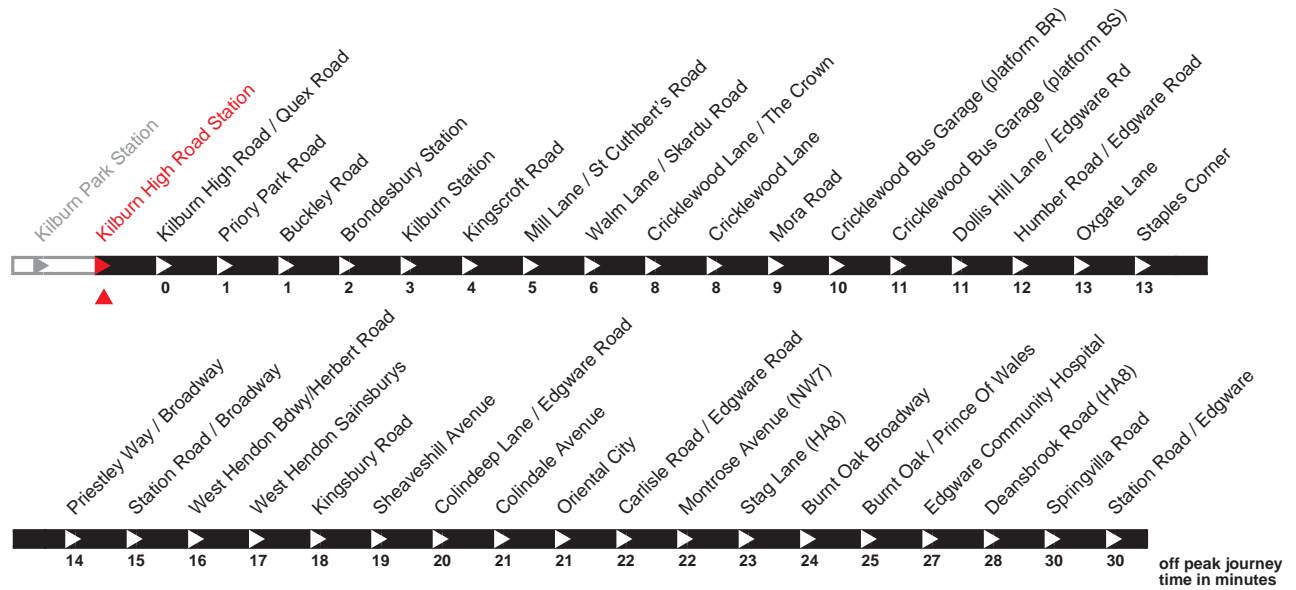 Kilburn Park Station
Kilburn High Road Station
Kilburn High Road / Quex Road
Priory Park Road
Buckley Road
Brondesbury Station
Kilburn Station
Kingscroft Road
Mill Lane / St Cuthbert's Road
Walm Lane / Skardu Road
Cricklewood Lane / The Crown
Cricklewood Lane
Mora Road
Cricklewood Bus Garage (platform BR)
Cricklewood Bus Garage (platform BS)
Dollis Hill Lane / Edgware Rd
Humber Road / Edgware Road
Oxgate Lane
Staples Corner
0 1 1 2 3 4 5 6 8 8 9 10 11 11 12 13 13
Priestley Way / Broadway
Station Road / Broadway
West Hendon Bdwy/Herbert Road
West Hendon Sainsburys
Kingsbury Road
Sheaveshill Avenue
Colindeep Lane / Edgware Road
Colindale Avenue
Oriental City
Carlisle Road / Edgware Road
Montrose Avenue (NW7)
Stag Lane (HA8)
Burnt Oak Broadway
Burnt Oak / Prince Of Wales
Edgware Community Hospital
Deansbrook Road (HA8)
Springvilla Road
Station Road / Edgware
14 15 16 17 18 19 20 21 21 22 22 23 24 25 27 28 30 30
off peak journey
time in minutes